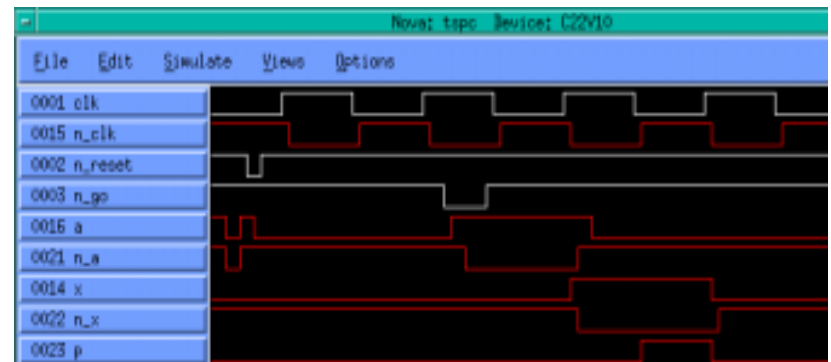 Nova: tspc Device: C22V10
File Edit Simulate Views Options
0001 clk
0015 n_clk
0002 n_reset
0003 n_go
0016 a
0021 n_a
0014 x
0022 n_x
0023 p